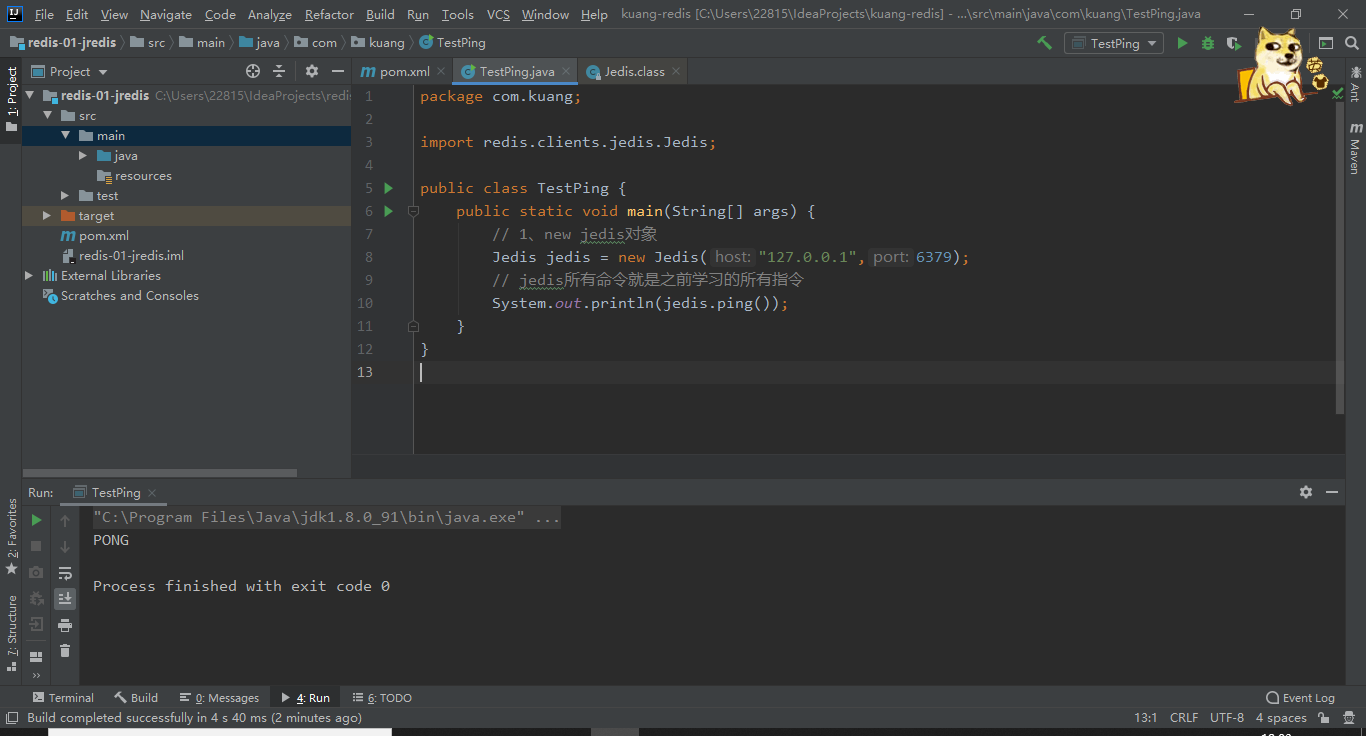 File Edit View Navigate Code Analyze Refactor Build Run Tools VCS Window Help kuang-redis [C:\Users\22815\IdeaProjects\kuang-redis] - ...\src\main\java\com\kuang\TestPing.java
redis-01-jredis src main java com kuang TestPing TestPing
1: Project
Project
pom.xml TestPing.java Jedis.class
redis-01-jredis C:\Users\22815\IdeaProjects\redi
src
main
java
resources
test
target
pom.xml
redis-01-jredis.iml
External Libraries
Scratches and Consoles
1 package com.kuang;
2
3 import redis.clients.jedis.Jedis;
4
5 public class TestPing {
6 public static void main(String[] args) {
7 // 1、new jedis对象
8 Jedis jedis = new Jedis( host: "127.0.0.1", port: 6379);
9 // jedis所有命令就是之前学习的所有指令
10 System.out.println(jedis.ping());
11 }
12 }
13
Ant
Maven
Run: TestPing
"C:\Program Files\Java\jdk1.8.0_91\bin\java.exe" ...
PONG
Process finished with exit code 0
2: Favorites
7: Structure
Terminal Build 0: Messages 4: Run 6: TODO Event Log
Build completed successfully in 4 s 40 ms (2 minutes ago) 13:1 CRLF UTF-8 4 spaces